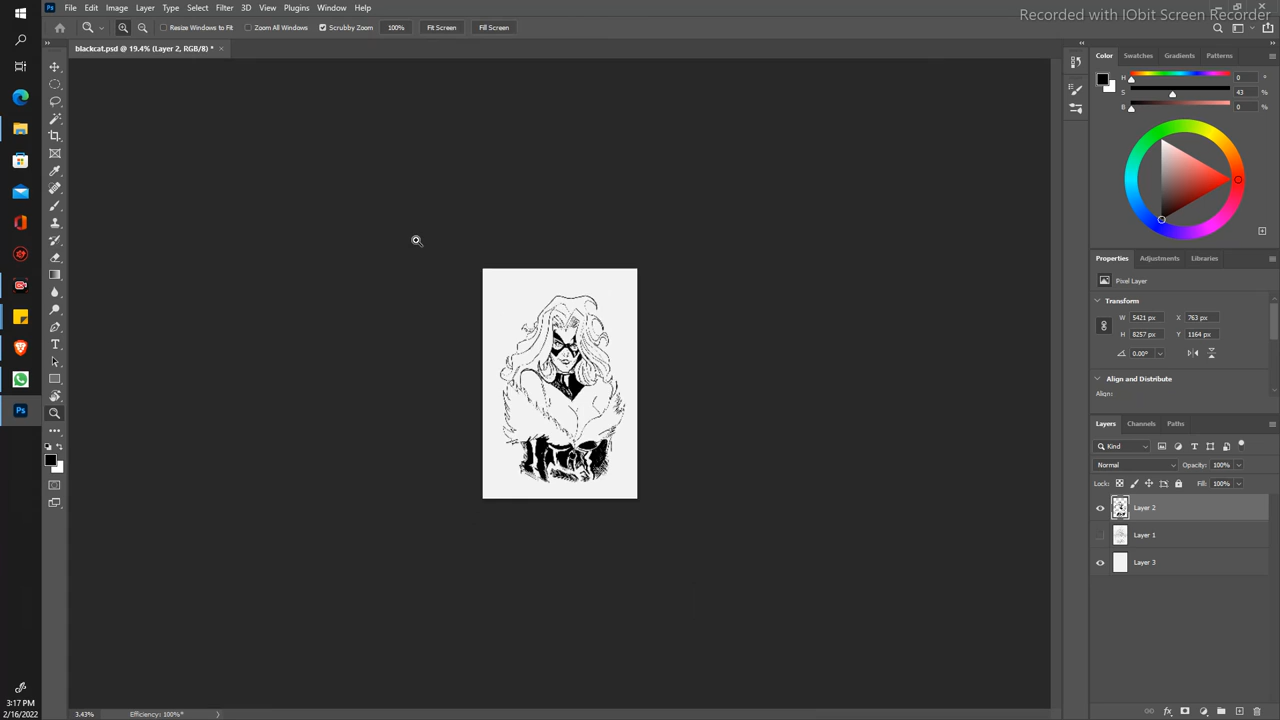 File Edit Image Layer Type Select Filter 3D View Plugins Window Help
Recorded with IObit Screen Recorder
Resize Windows to Fit Zoom All Windows Scrubby Zoom 100% Fit Screen Fill Screen
blackcat.psd @ 19.4% (Layer 2, RGB/8) * ×
Color Swatches Gradients Patterns
H 0 °
S 43 %
B 0 %
Properties Adjustments Libraries
Pixel Layer
Transform
W 5421 px X 763 px
H 8257 px Y 1164 px
0.00°
Align and Distribute
Align:
Layers Channels Paths
Kind
Normal Opacity: 100%
Lock: Fill: 100%
Layer 2
Layer 1
Layer 3
3:17 PM
2/16/2022
3.43% Efficiency: 100%*